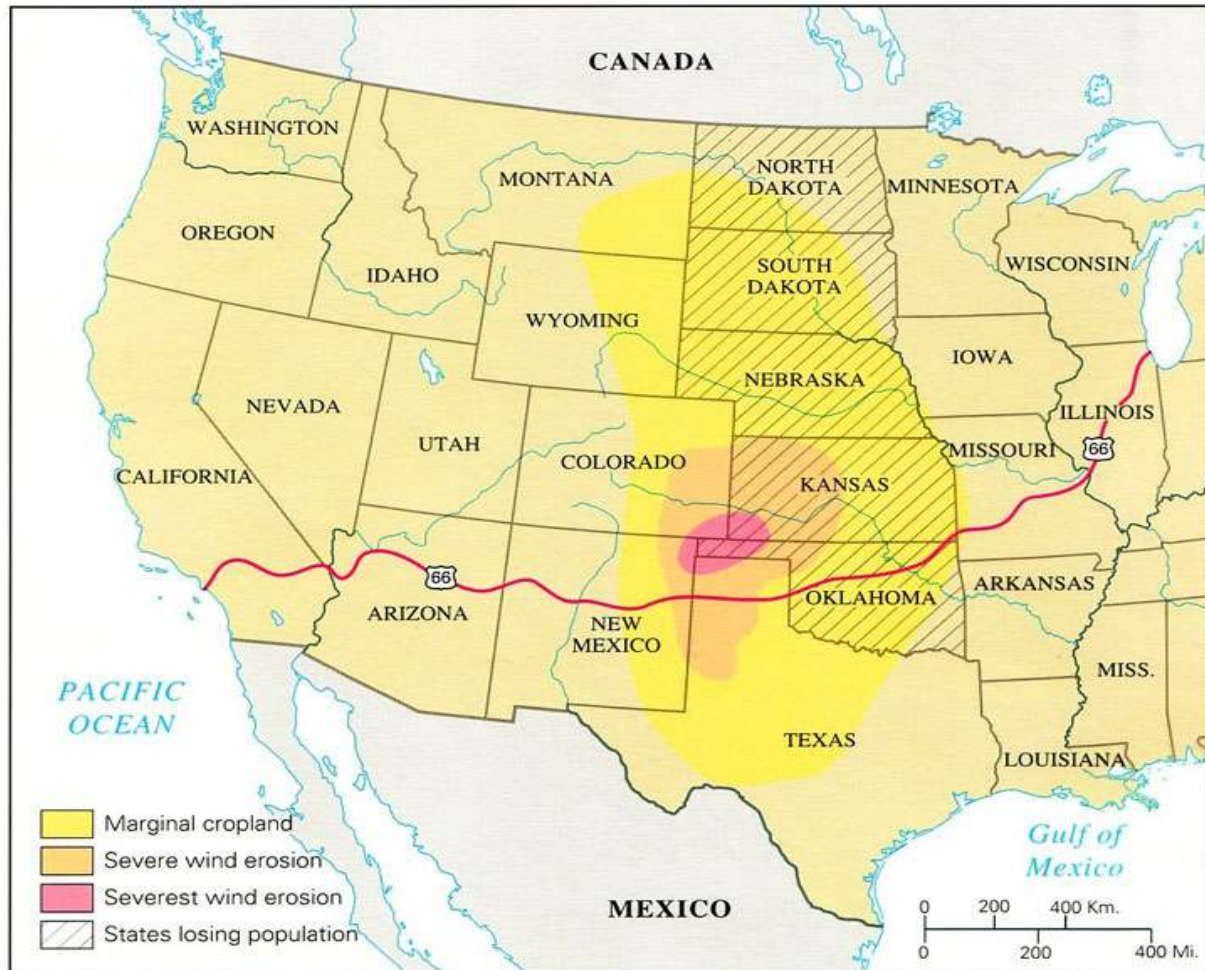 CANADA
WASHINGTON
NORTH
DAKOTA
MONTANA
MINNESOTA
OREGON
SOUTH
DAKOTA
WISCONSIN
IDAHO
WYOMING
IOWA
NEBRASKA
NEVADA
ILLINOIS
UTAH
MISSOURI
66
COLORADO
CALIFORNIA
KANSAS
66
ARIZONA
ARKANSAS
OKLAHOMA
NEW
MEXICO
MISS.
PACIFIC
OCEAN
TEXAS
LOUISIANA
Marginal cropland
Severe wind erosion
Severest wind erosion
States losing population
Gulf of
Mexico
MEXICO
0 200 400 Km.
0 200 400 Mi.